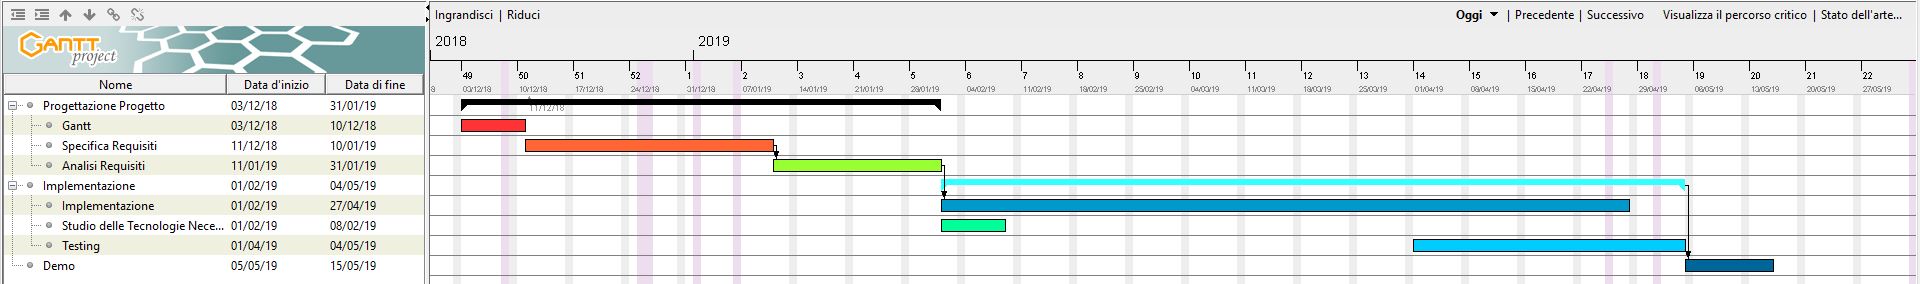 Ingrandisci | Riduci
Oggi | Precedente | Successivo Visualizza il percorso critico | Stato dell'arte...
GANTT project
2018 2019
Nome Data d'inizio Data di fine
49 50 51 52 1 2 3 4 5 6 7 8 9 10 11 12 13 14 15 16 17 18 19 20 21 22
8 03/12/18 10/12/18 17/12/18 24/12/18 31/12/18 07/01/19 14/01/19 21/01/19 28/01/19 04/02/19 11/02/19 18/02/19 25/02/19 04/03/19 11/03/19 18/03/19 25/03/19 01/04/19 08/04/19 15/04/19 22/04/19 29/04/19 06/05/19 13/05/19 20/05/19 27/05/19
Progettazione Progetto 03/12/18 31/01/19
11/12/18
Gantt 03/12/18 10/12/18
Specifica Requisiti 11/12/18 10/01/19
Analisi Requisiti 11/01/19 31/01/19
Implementazione 01/02/19 04/05/19
Implementazione 01/02/19 27/04/19
Studio delle Tecnologie Nece... 01/02/19 08/02/19
Testing 01/04/19 04/05/19
Demo 05/05/19 15/05/19